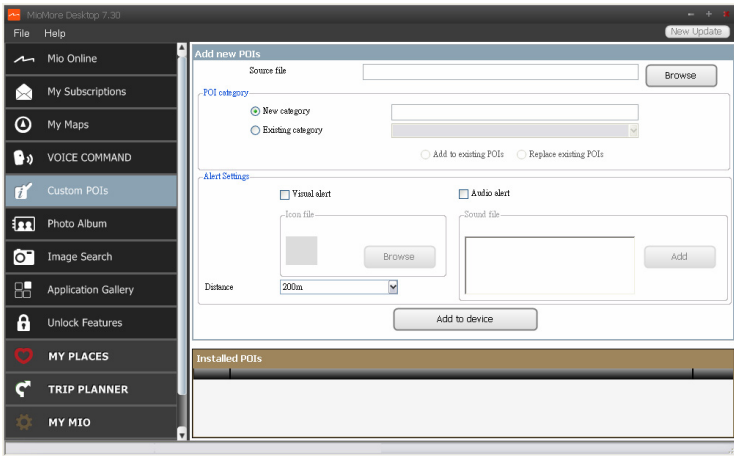 MioMore Desktop 7.30
File Help New Update
Mio Online
My Subscriptions
My Maps
VOICE COMMAND
Custom POIs
Photo Album
Image Search
Application Gallery
Unlock Features
MY PLACES
TRIP PLANNER
MY MIO
Add new POIs
Source file Browse
POI category
New category
Existing category
Add to existing POIs Replace existing POIs
Alert Settings
Visual alert Audio alert
Icon file Sound file
Browse Add
Distance 200m
Add to device
Installed POIs